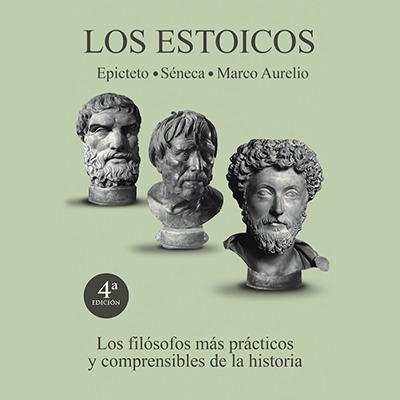 LOS ESTOICOS
Epicteto • Séneca • Marco Aurelio
4ª
EDICIÓN
Los filósofos más prácticos
y comprensibles de la historia